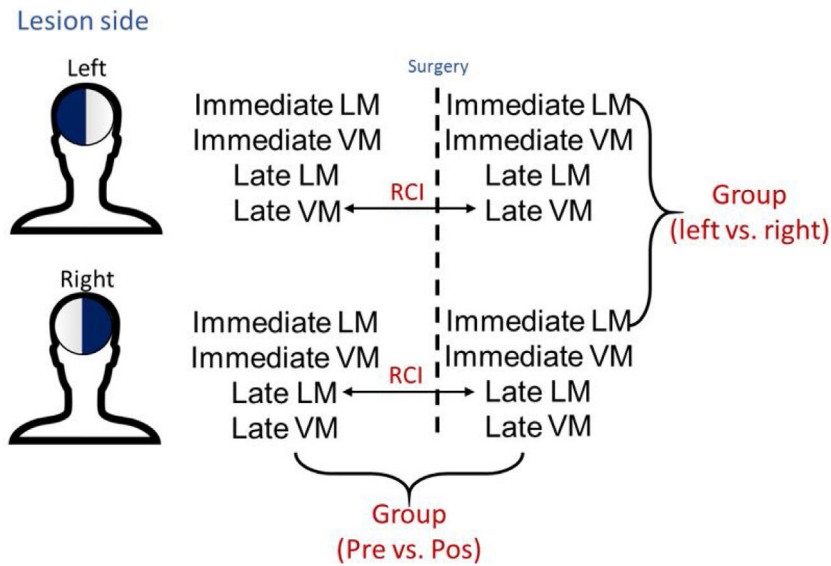 Lesion side
Left
Surgery
Immediate LM
Immediate VM
Late LM
Late VM
RCI
Immediate LM
Immediate VM
Late LM
Late VM
Group
(left vs. right)
Right
Immediate LM
Immediate VM
Late LM
Late VM
RCI
Immediate LM
Immediate VM
Late LM
Late VM
Group
(Pre vs. Pos)